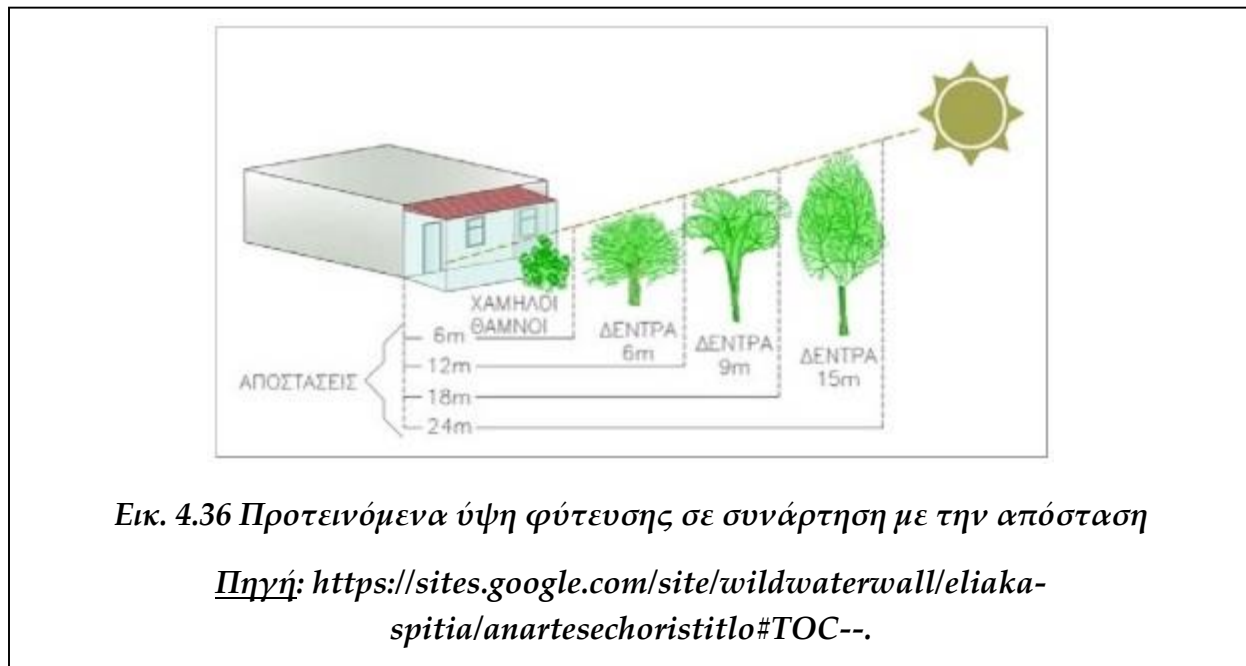 ΧΑΜΗΛΟΙ
ΘΑΜΝΟΙ
ΔΕΝΤΡΑ
6m
ΔΕΝΤΡΑ
9m
ΔΕΝΤΡΑ
15m
ΑΠΟΣΤΑΣΕΙΣ
6m
12m
18m
24m
Εικ. 4.36 Προτεινόμενα ύψη φύτευσης σε συνάρτηση με την απόσταση
Πηγή: https://sites.google.com/site/wildwaterwall/eliaka-
spitia/anartesechoristitlo#TOC--.